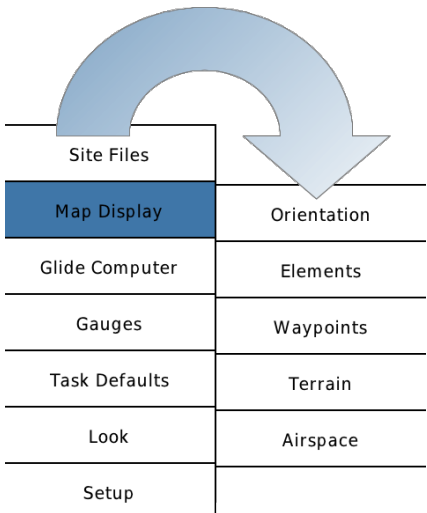 Site Files
Map Display
Glide Computer
Gauges
Task Defaults
Look
Setup
Orientation
Elements
Waypoints
Terrain
Airspace